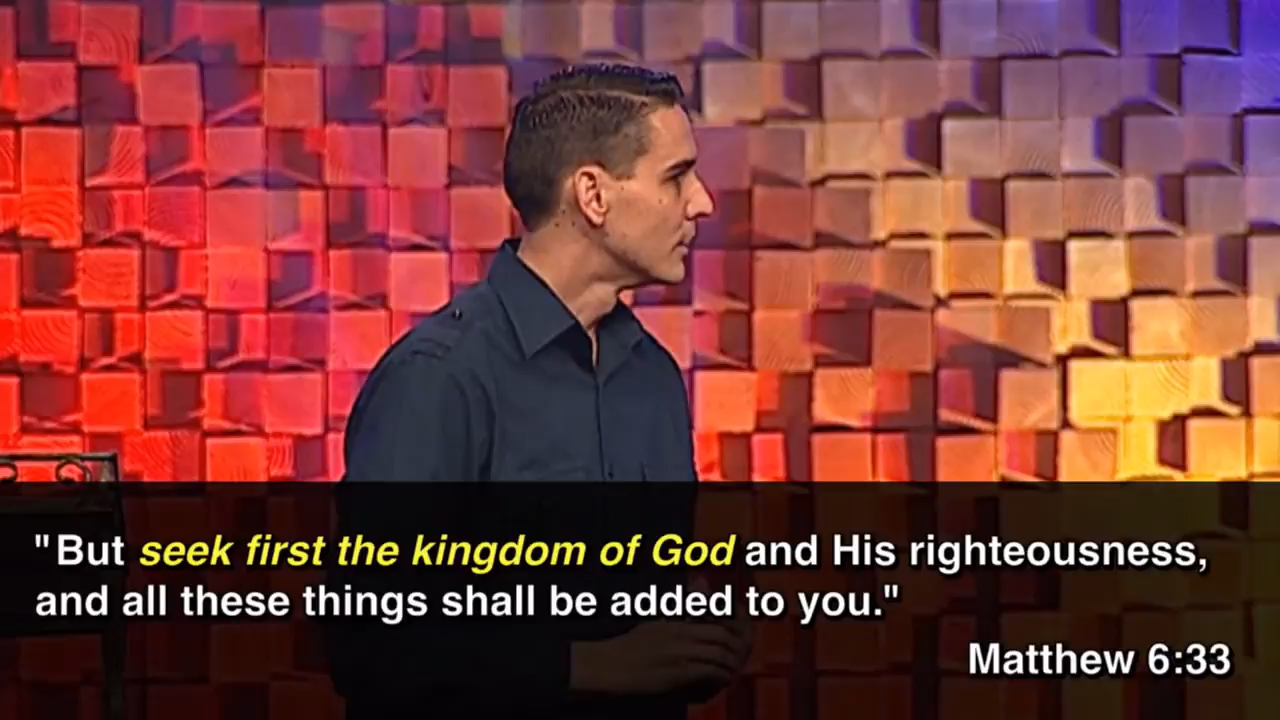 "But seek first the kingdom of God and His righteousness,
and all these things shall be added to you."
Matthew 6:33